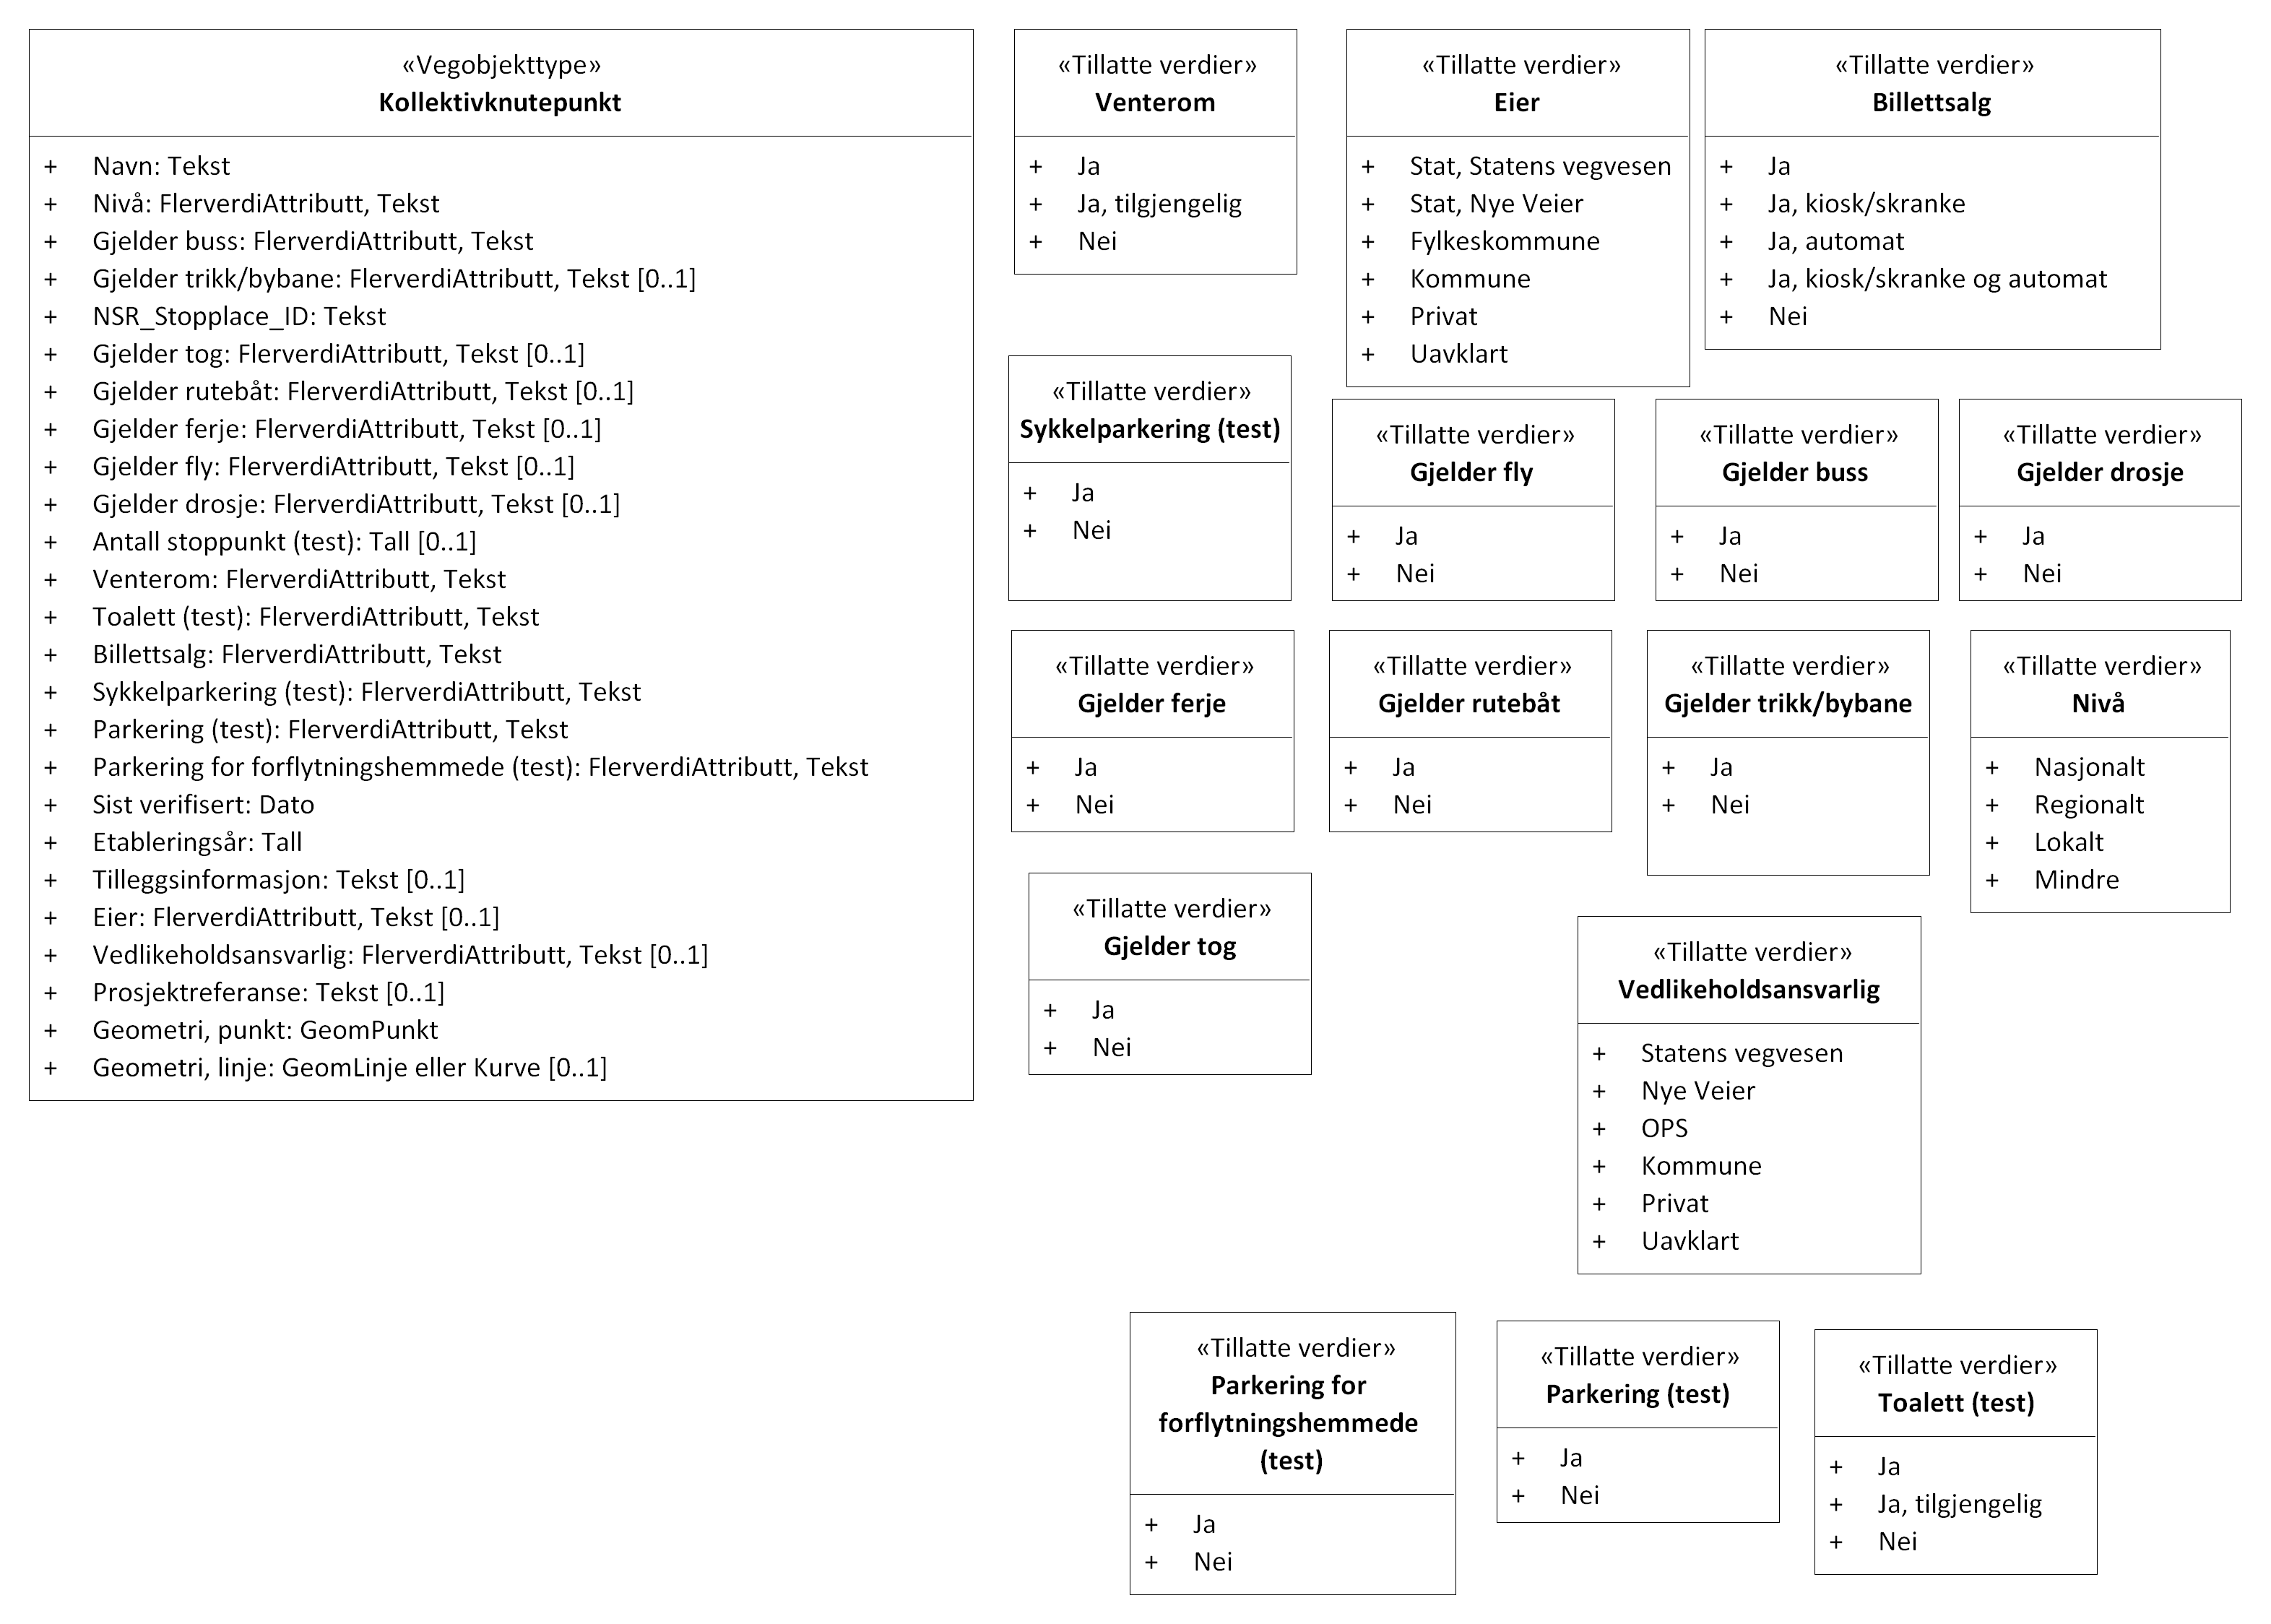 «Vegobjekttype»
Kollektivknutepunkt
+ Navn: Tekst
+ Nivå: FlerverdiAttributt, Tekst
+ Gjelder buss: FlerverdiAttributt, Tekst
+ Gjelder trikk/bybane: FlerverdiAttributt, Tekst [0..1]
+ NSR_Stopplace_ID: Tekst
+ Gjelder tog: FlerverdiAttributt, Tekst [0..1]
+ Gjelder rutebåt: FlerverdiAttributt, Tekst [0..1]
+ Gjelder ferje: FlerverdiAttributt, Tekst [0..1]
+ Gjelder fly: FlerverdiAttributt, Tekst [0..1]
+ Gjelder drosje: FlerverdiAttributt, Tekst [0..1]
+ Antall stoppunkt (test): Tall [0..1]
+ Venterom: FlerverdiAttributt, Tekst
+ Toalett (test): FlerverdiAttributt, Tekst
+ Billettsalg: FlerverdiAttributt, Tekst
+ Sykkelparkering (test): FlerverdiAttributt, Tekst
+ Parkering (test): FlerverdiAttributt, Tekst
+ Parkering for forflytningshemmede (test): FlerverdiAttributt, Tekst
+ Sist verifisert: Dato
+ Etableringsår: Tall
+ Tilleggsinformasjon: Tekst [0..1]
+ Eier: FlerverdiAttributt, Tekst [0..1]
+ Vedlikeholdsansvarlig: FlerverdiAttributt, Tekst [0..1]
+ Prosjektreferanse: Tekst [0..1]
+ Geometri, punkt: GeomPunkt
+ Geometri, linje: GeomLinje eller Kurve [0..1]
«Tillatte verdier»
Venterom
+ Ja
+ Ja, tilgjengelig
+ Nei
«Tillatte verdier»
Eier
+ Stat, Statens vegvesen
+ Stat, Nye Veier
+ Fylkeskommune
+ Kommune
+ Privat
+ Uavklart
«Tillatte verdier»
Billettsalg
+ Ja
+ Ja, kiosk/skranke
+ Ja, automat
+ Ja, kiosk/skranke og automat
+ Nei
«Tillatte verdier»
Sykkelparkering (test)
+ Ja
+ Nei
«Tillatte verdier»
Gjelder fly
+ Ja
+ Nei
«Tillatte verdier»
Gjelder buss
+ Ja
+ Nei
«Tillatte verdier»
Gjelder drosje
+ Ja
+ Nei
«Tillatte verdier»
Gjelder ferje
+ Ja
+ Nei
«Tillatte verdier»
Gjelder rutebåt
+ Ja
+ Nei
«Tillatte verdier»
Gjelder trikk/bybane
+ Ja
+ Nei
«Tillatte verdier»
Nivå
+ Nasjonalt
+ Regionalt
+ Lokalt
+ Mindre
«Tillatte verdier»
Gjelder tog
+ Ja
+ Nei
«Tillatte verdier»
Vedlikeholdsansvarlig
+ Statens vegvesen
+ Nye Veier
+ OPS
+ Kommune
+ Privat
+ Uavklart
«Tillatte verdier»
Parkering for
forflytningshemmede
(test)
+ Ja
+ Nei
«Tillatte verdier»
Parkering (test)
+ Ja
+ Nei
«Tillatte verdier»
Toalett (test)
+ Ja
+ Ja, tilgjengelig
+ Nei